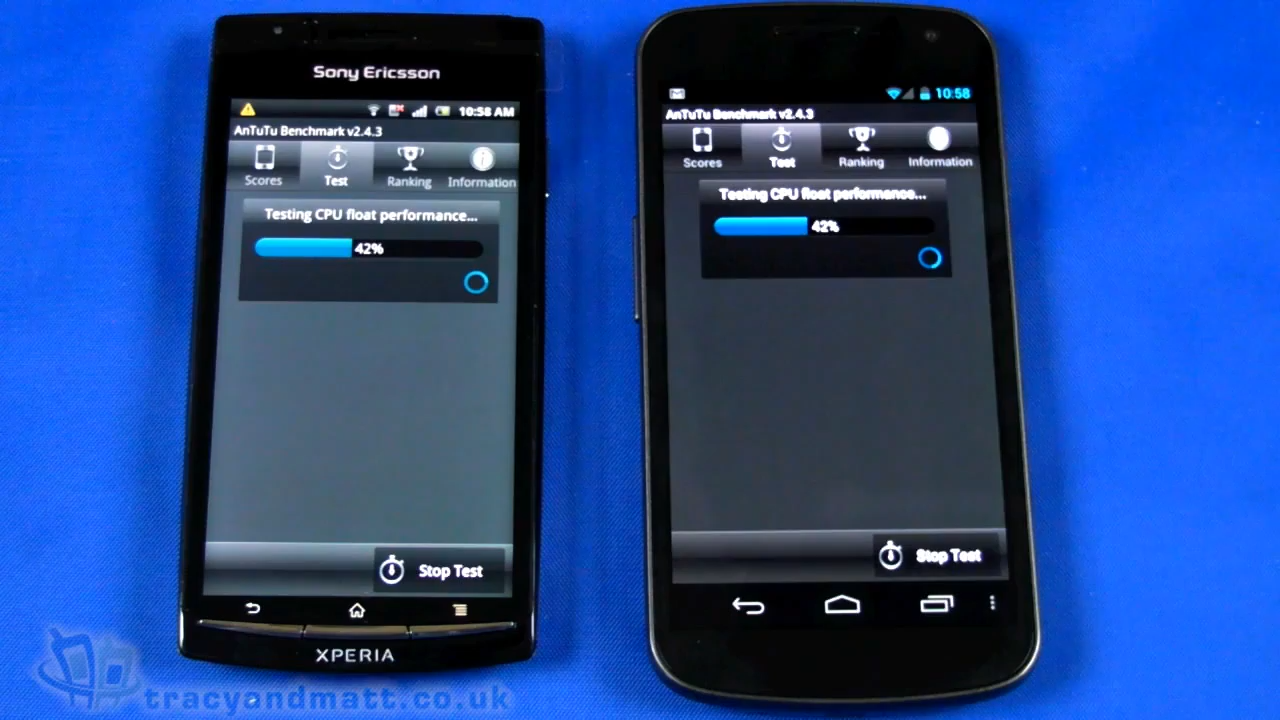 Sony Ericsson
10:58 AM
AnTuTu Benchmark v2.4.3
Scores Test Ranking Information
Testing CPU float performance...
42%
Stop Test
XPERIA
10:58
AnTuTu Benchmark v2.4.3
Scores Test Ranking Information
Testing CPU float performance...
42%
Stop Test
tracyandmatt.co.uk